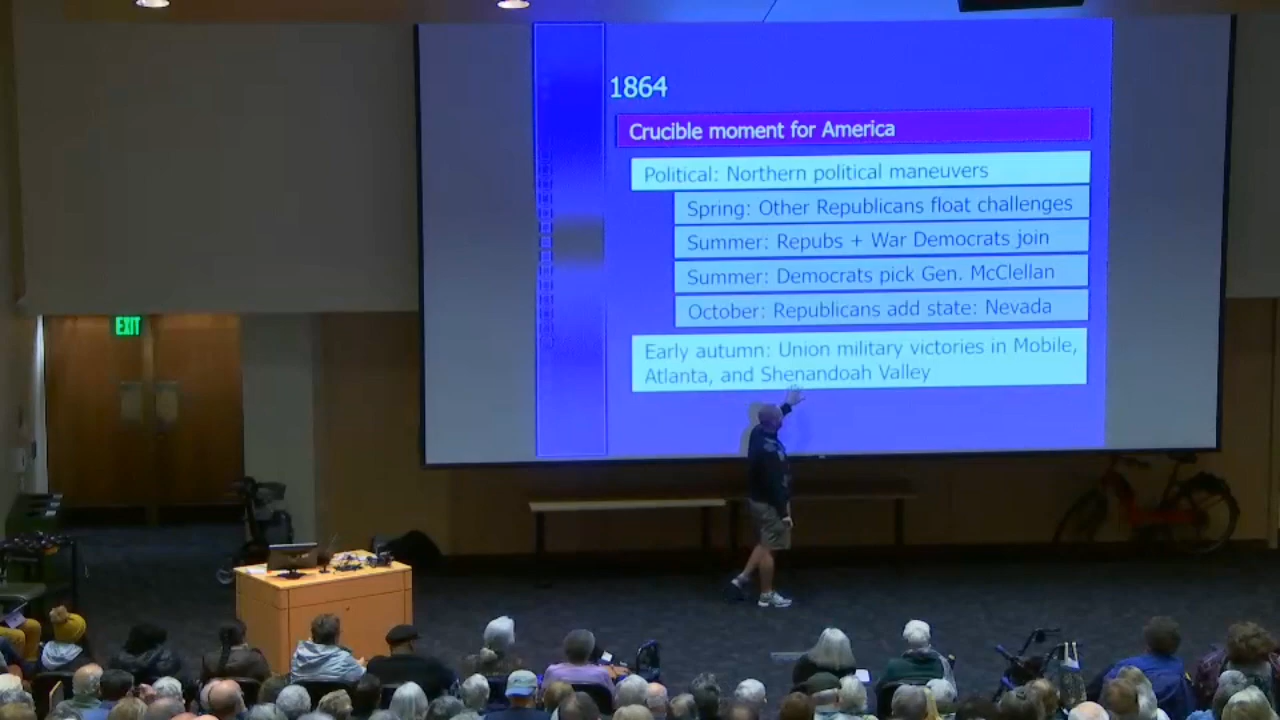 1864
Crucible moment for America
Political: Northern political maneuvers
Spring: Other Republicans float challenges
Summer: Repubs + War Democrats join
Summer: Democrats pick Gen. McClellan
October: Republicans add state: Nevada
Early autumn: Union military victories in Mobile,
Atlanta, and Shenandoah Valley
EXIT